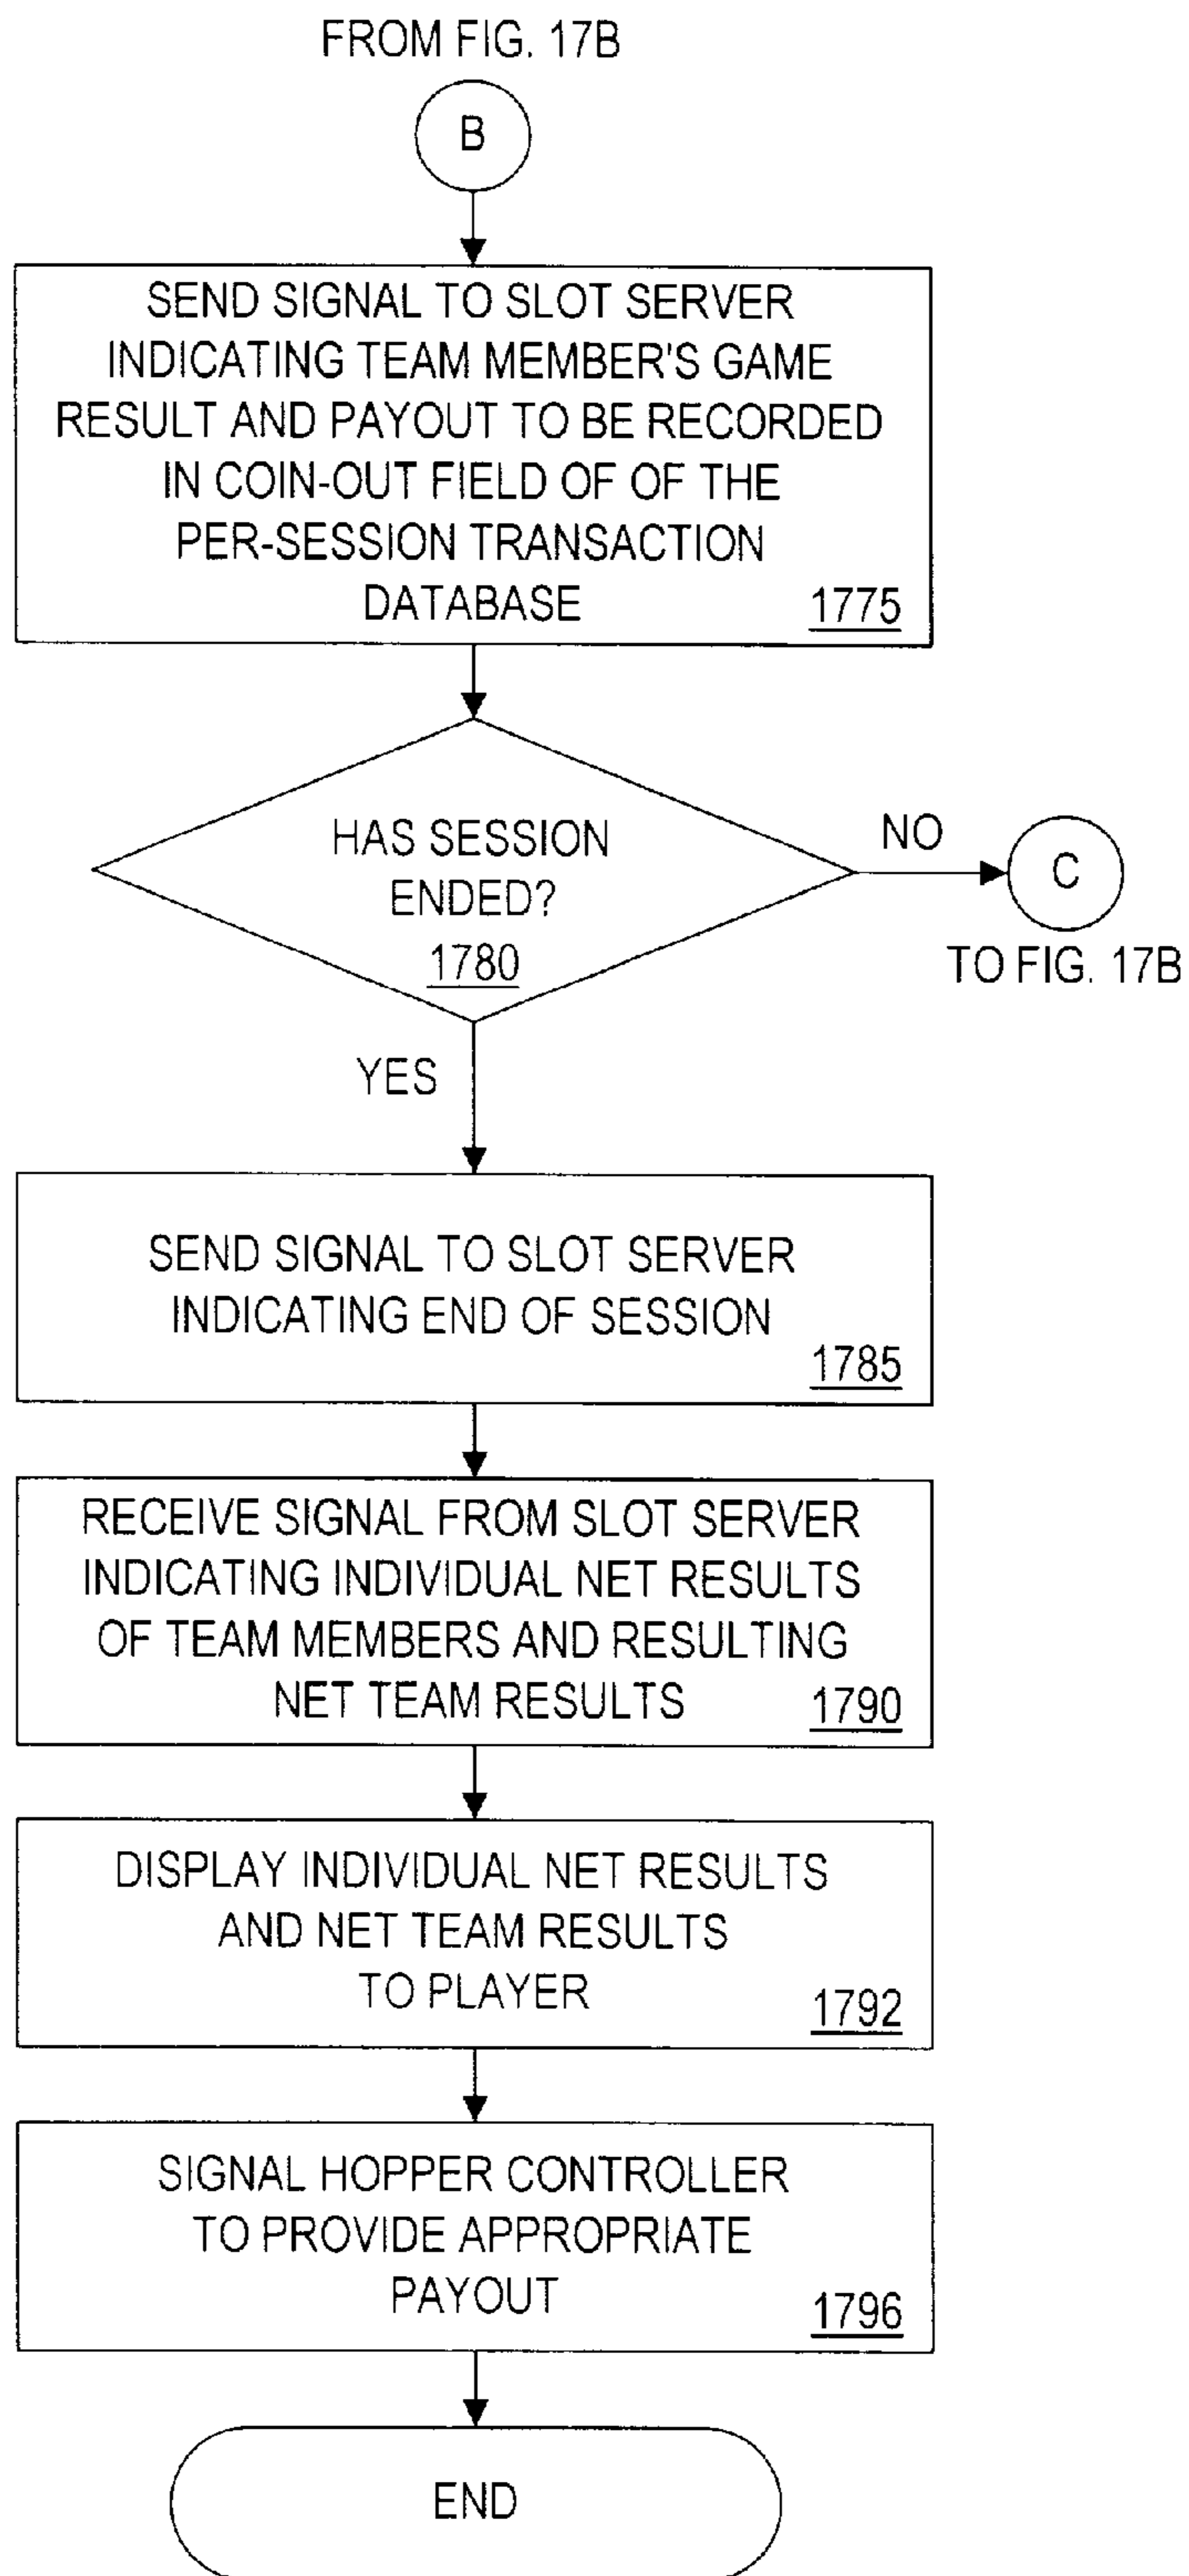 FROM FIG. 17B
B
SEND SIGNAL TO SLOT SERVER
INDICATING TEAM MEMBER'S GAME
RESULT AND PAYOUT TO BE RECORDED
IN COIN-OUT FIELD OF OF THE
PER-SESSION TRANSACTION
DATABASE 1775
HAS SESSION
ENDED?
1780
NO
C
TO FIG. 17B
YES
SEND SIGNAL TO SLOT SERVER
INDICATING END OF SESSION
1785
RECEIVE SIGNAL FROM SLOT SERVER
INDICATING INDIVIDUAL NET RESULTS
OF TEAM MEMBERS AND RESULTING
NET TEAM RESULTS 1790
DISPLAY INDIVIDUAL NET RESULTS
AND NET TEAM RESULTS
TO PLAYER 1792
SIGNAL HOPPER CONTROLLER
TO PROVIDE APPROPRIATE
PAYOUT 1796
END